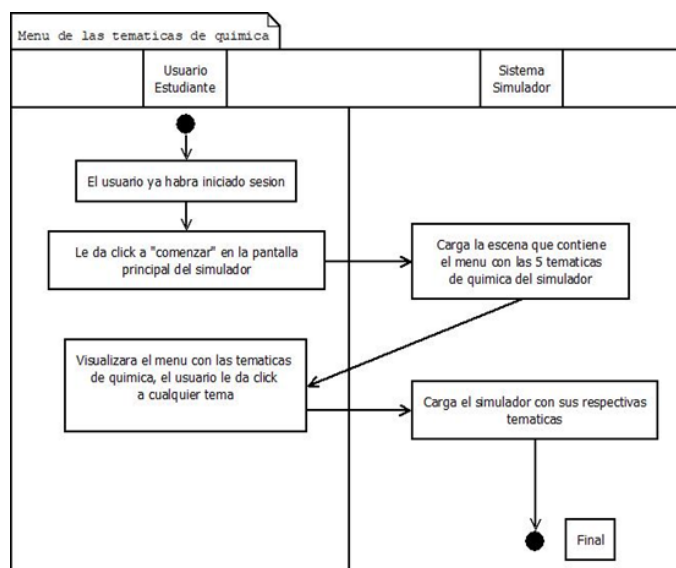 Menu de las tematicas de quimica
Usuario
Estudiante
Sistema
Simulador
El usuario ya habra iniciado sesion
Le da click a "comenzar" en la pantalla
principal del simulador
Carga la escena que contiene
el menu con las 5 tematicas
de quimica del simulador
Visualizara el menu con las tematicas
de quimica, el usuario le da click
a cualquier tema
Carga el simulador con sus respectivas
tematicas
Final